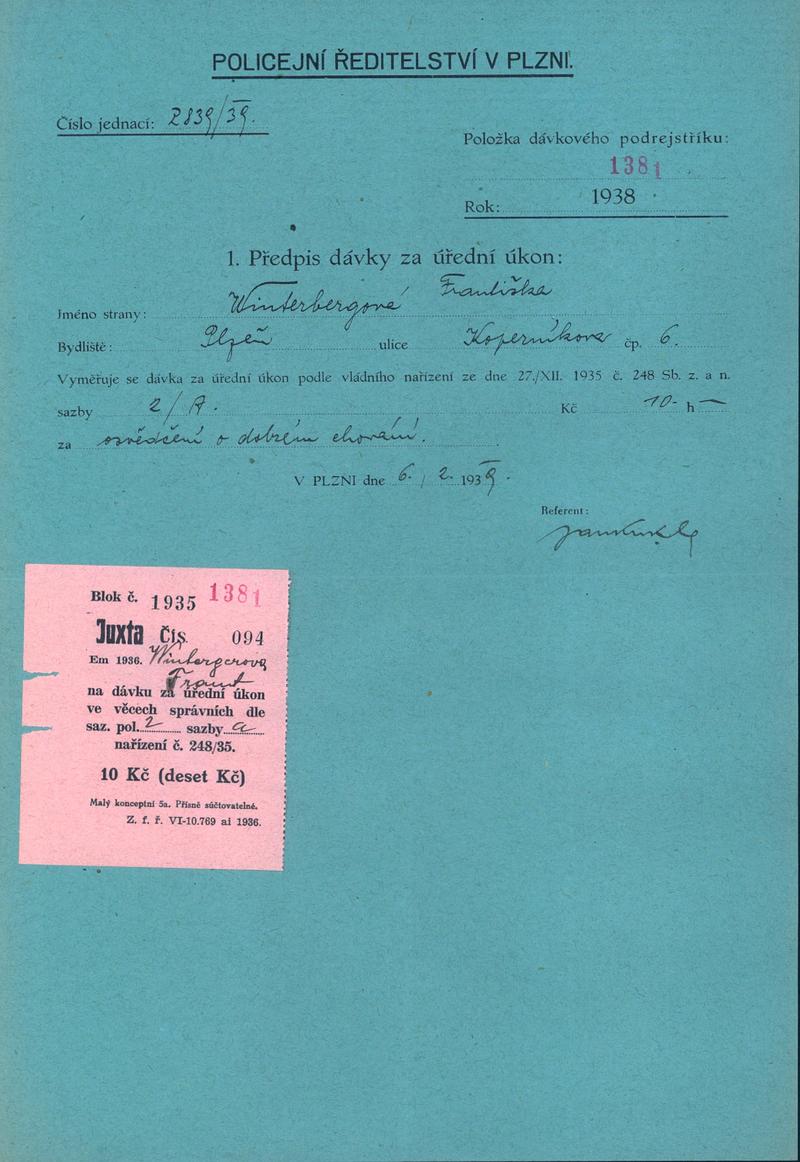 POLICEJNÍ ŘEDITELSTVÍ V PLZNI.
Číslo jednací: 2839/39.
Položka dávkového podrejstříku:
1381
Rok: 1938
1. Předpis dávky za úřední úkon:
Jméno strany: Winterbergová Františka
Bydliště: Plzeň ulice Koperníkova čp. 6.
Vyměřuje se dávka za úřední úkon podle vládního nařízení ze dne 27./XII. 1935 č. 248 Sb. z. a n.
sazby 2/A. Kč 10 h —
za osvědčení o dobrém chování.
V PLZNI dne 6. / 2. 1939.
Referent:
Blok č. 1935 1381
Juxta Čís. 094
Em 1936. Wintergerova
Frant
na dávku za úřední úkon
ve věcech správních dle
saz. pol. 2 sazby a
nařízení č. 248/35.
10 Kč (deset Kč)
Malý konceptní 5a. Přísně súčtovatelné.
Z. f. ř. VI-10.769 ai 1936.